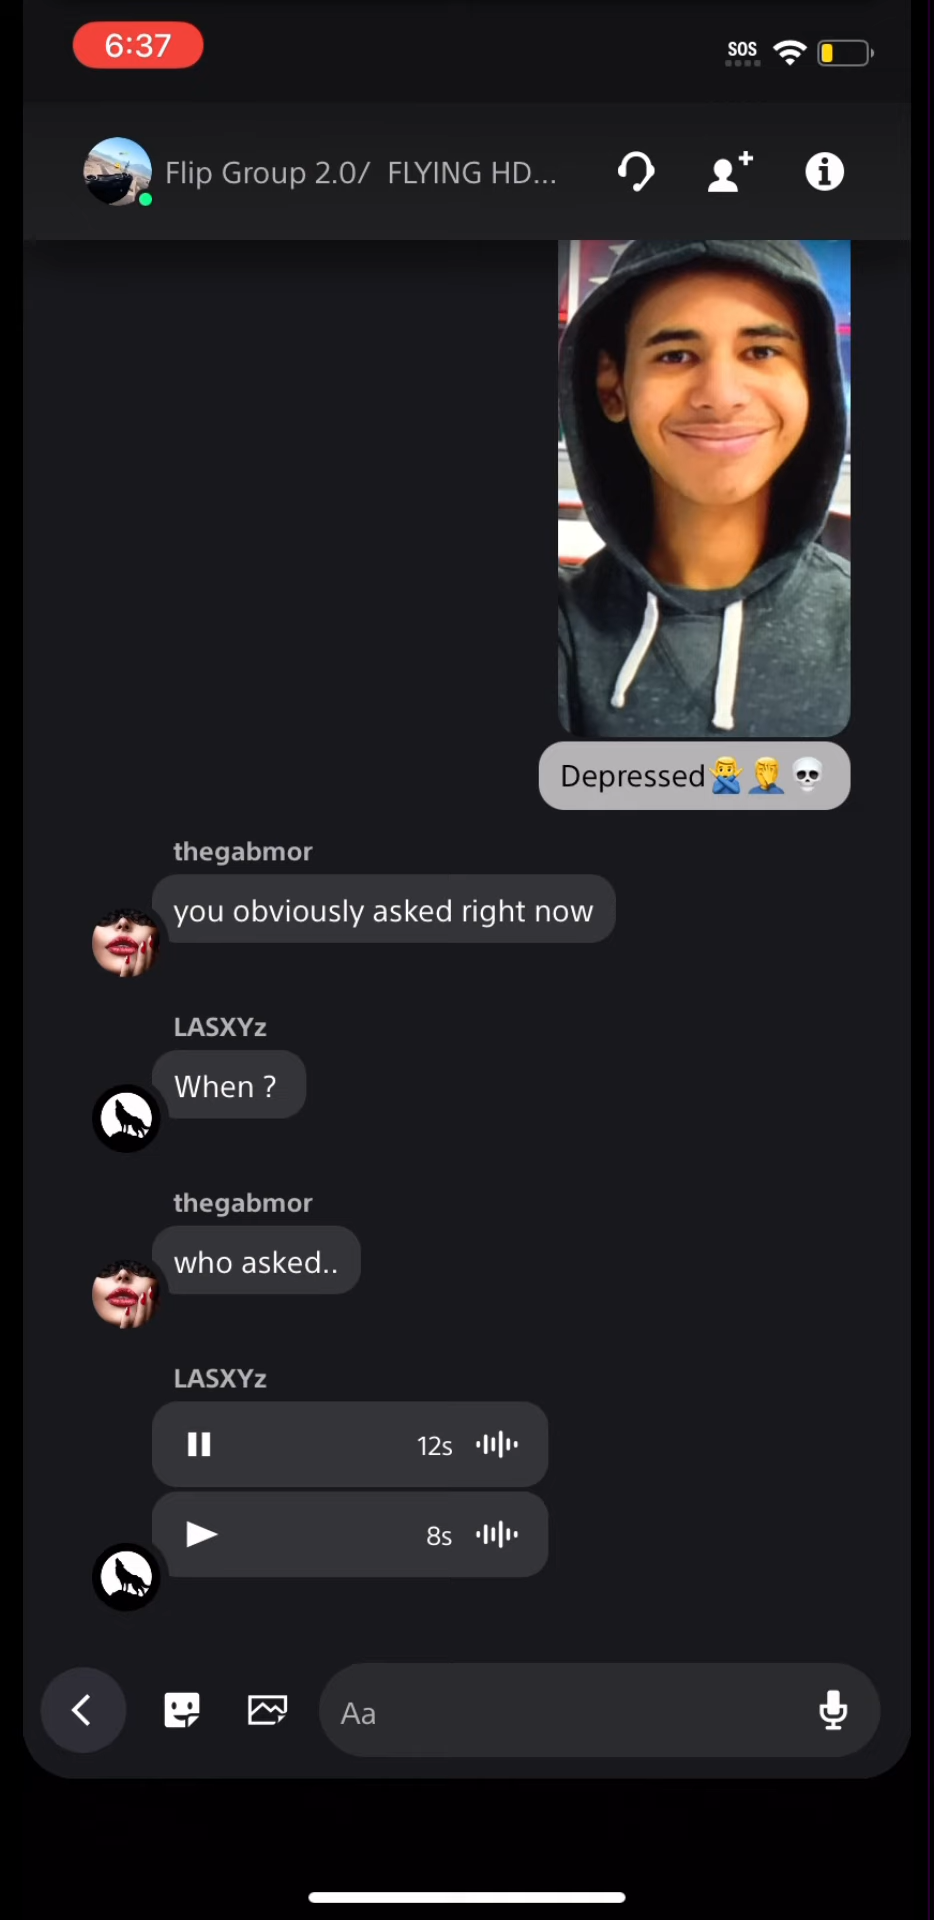 6:37
SOS
Flip Group 2.0/ FLYING HD...
Depressed🙅‍♂️🤦‍♂️💀
thegabmor
you obviously asked right now
LASXYz
When ?
thegabmor
who asked..
LASXYz
12s
8s
Aa